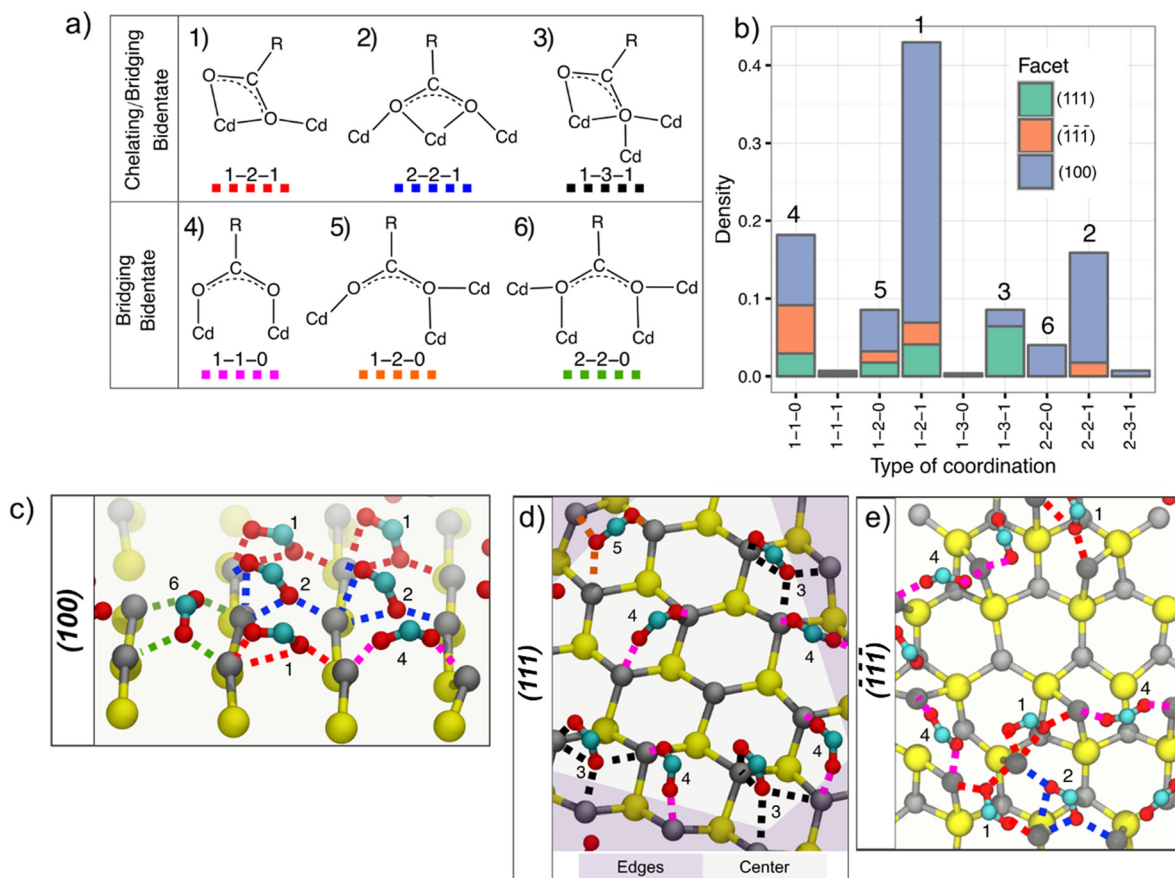 a)
Chelating/Bridging
Bidentate
1)
R
O
C
O
Cd
Cd
1–2–1
2)
R
C
O
O
Cd
Cd
Cd
2–2–1
3)
R
O
C
O
Cd
Cd
Cd
1–3–1
Bridging
Bidentate
4)
R
C
O
O
Cd
Cd
1–1–0
5)
R
C
O
O
Cd
Cd
Cd
1–2–0
6)
R
C
O
O
Cd
Cd
Cd
Cd
2–2–0
b)
Density
0.4
0.3
0.2
0.1
0.0
4
5
1
3
6
2
Facet
(111)
(1̄1̄1̄)
(100)
1–1–0
1–1–1
1–2–0
1–2–1
1–3–0
1–3–1
2–2–0
2–2–1
2–3–1
Type of coordination
c)
(100)
1
1
6
2
2
1
4
d)
(111)
5
3
4
4
3
4
3
4
Edges
Center
e)
(1̄1̄1̄)
1
4
1
4
4
2
1